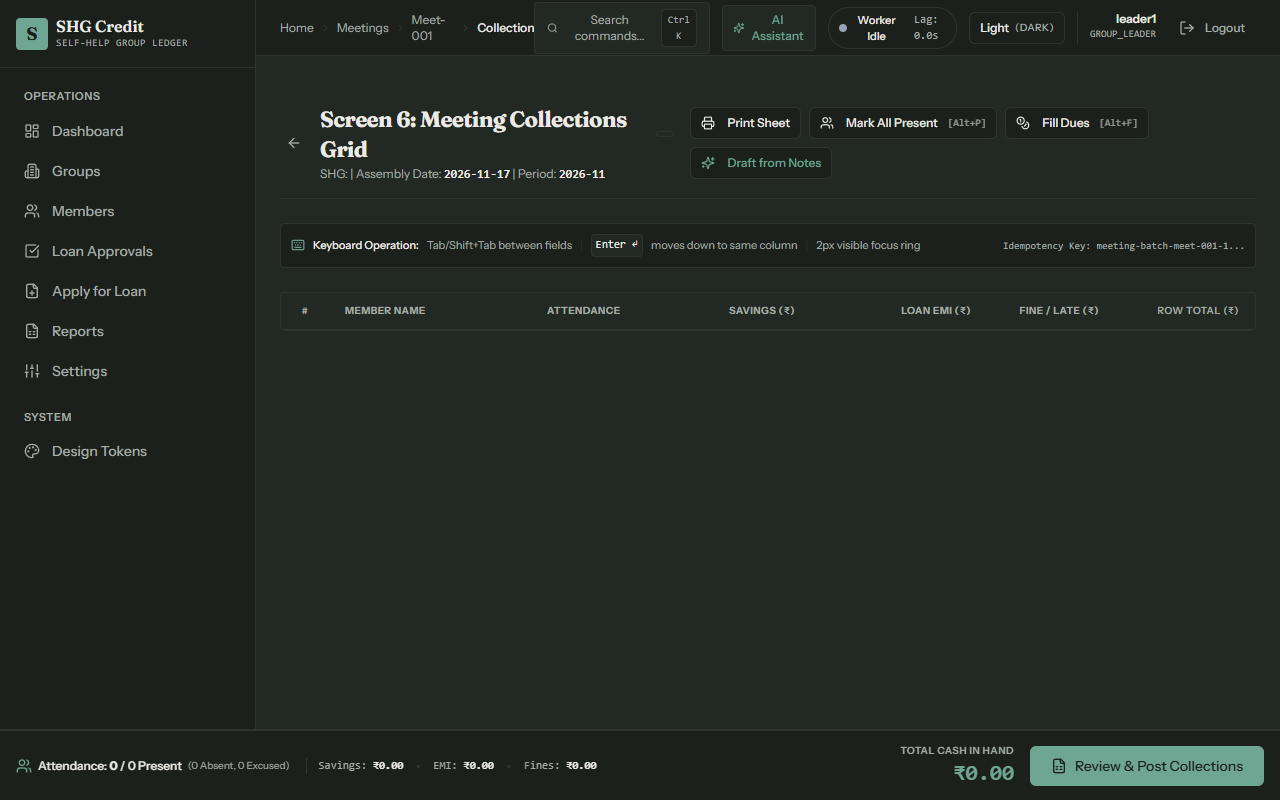 S
SHG Credit
SELF-HELP GROUP LEDGER
OPERATIONS
Dashboard
Groups
Members
Loan Approvals
Apply for Loan
Reports
Settings
SYSTEM
Design Tokens
Home
Meetings
Meet-
001
Collection
Search
commands...
Ctrl
K
AI
Assistant
Worker
Idle
Lag:
0.0s
Light (DARK)
leader1
GROUP_LEADER
Logout
Screen 6: Meeting Collections
Grid
SHG: | Assembly Date: 2026-11-17 | Period: 2026-11
Print Sheet
Mark All Present [Alt+P]
Fill Dues [Alt+F]
Draft from Notes
Keyboard Operation: Tab/Shift+Tab between fields Enter ↵ moves down to same column 2px visible focus ring Idempotency Key: meeting-batch-meet-001-1...
# MEMBER NAME ATTENDANCE SAVINGS (₹) LOAN EMI (₹) FINE / LATE (₹) ROW TOTAL (₹)
Attendance: 0 / 0 Present (0 Absent, 0 Excused) Savings: ₹0.00 • EMI: ₹0.00 • Fines: ₹0.00
TOTAL CASH IN HAND
₹0.00
Review & Post Collections